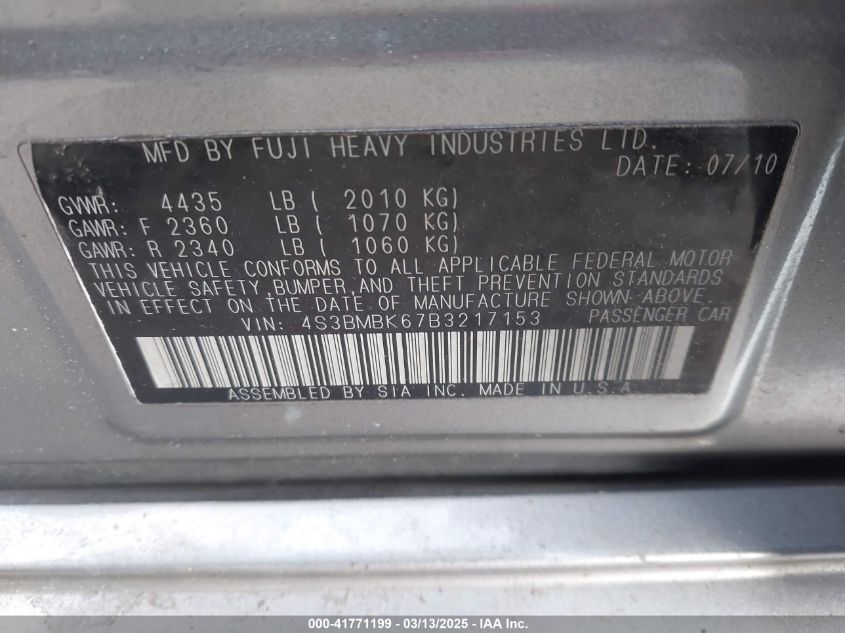 MFD BY FUJI HEAVY INDUSTRIES LTD.
DATE: 07/10
GVWR: 4435 LB ( 2010 KG)
GAWR: F 2360 LB ( 1070 KG)
GAWR: R 2340 LB ( 1060 KG)
THIS VEHICLE CONFORMS TO ALL APPLICABLE FEDERAL MOTOR
VEHICLE SAFETY, BUMPER, AND THEFT PREVENTION STANDARDS
IN EFFECT ON THE DATE OF MANUFACTURE SHOWN ABOVE.
VIN: 4S3BMBK67B3217153 PASSENGER CAR
ASSEMBLED BY SIA INC. MADE IN U.S.A
000-41771199 - 03/13/2025 - IAA Inc.